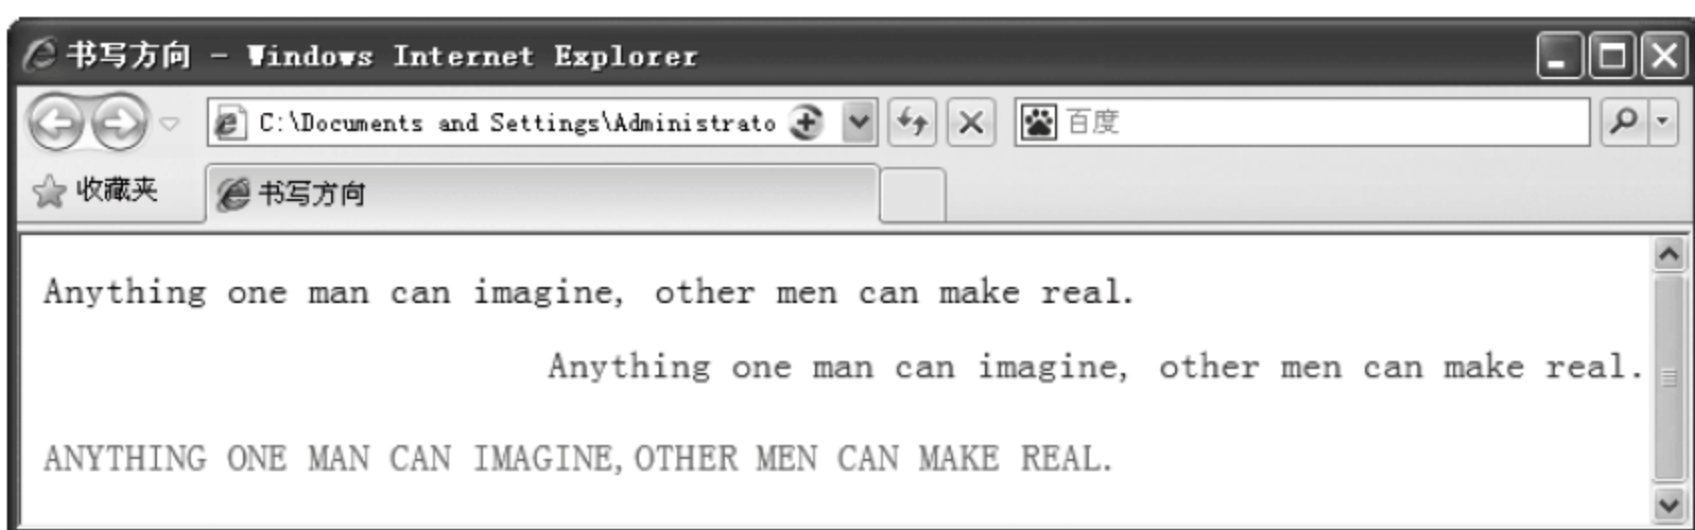 书写方向 - Windows Internet Explorer
C:\Documents and Settings\Administrato 百度
收藏夹 书写方向
Anything one man can imagine, other men can make real.
Anything one man can imagine, other men can make real.
ANYTHING ONE MAN CAN IMAGINE,OTHER MEN CAN MAKE REAL.